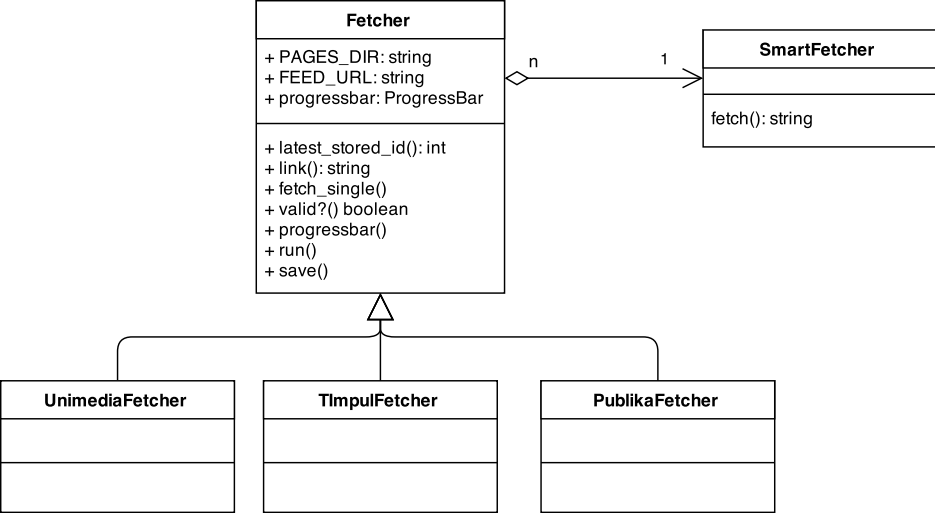 Fetcher
+ PAGES_DIR: string
+ FEED_URL: string
+ progressbar: ProgressBar
+ latest_stored_id(): int
+ link(): string
+ fetch_single()
+ valid?() boolean
+ progressbar()
+ run()
+ save()
n
1
SmartFetcher
fetch(): string
UnimediaFetcher
TImpulFetcher
PublikaFetcher